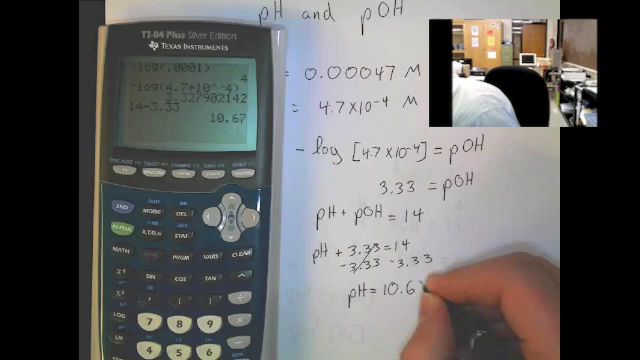 pH and pOH
TI-84 Plus Silver Edition
TEXAS INSTRUMENTS
-log(.0001)
4
-log(4.7*10^-4)
3.327902142
14-3.33
10.67
= 0.00047 M
= 4.7×10-4 M
- log [4.7×10-4] = pOH
3.33 = pOH
pH + pOH = 14
pH + 3.33 = 14
-3.33 -3.33
pH = 10.6
2ND
MODE
DEL
ALPHA
X,T,θ,n
STAT
MATH
APPS
PRGM
VARS
CLEAR
SIN
COS
TAN
7
8
9
4
5
6